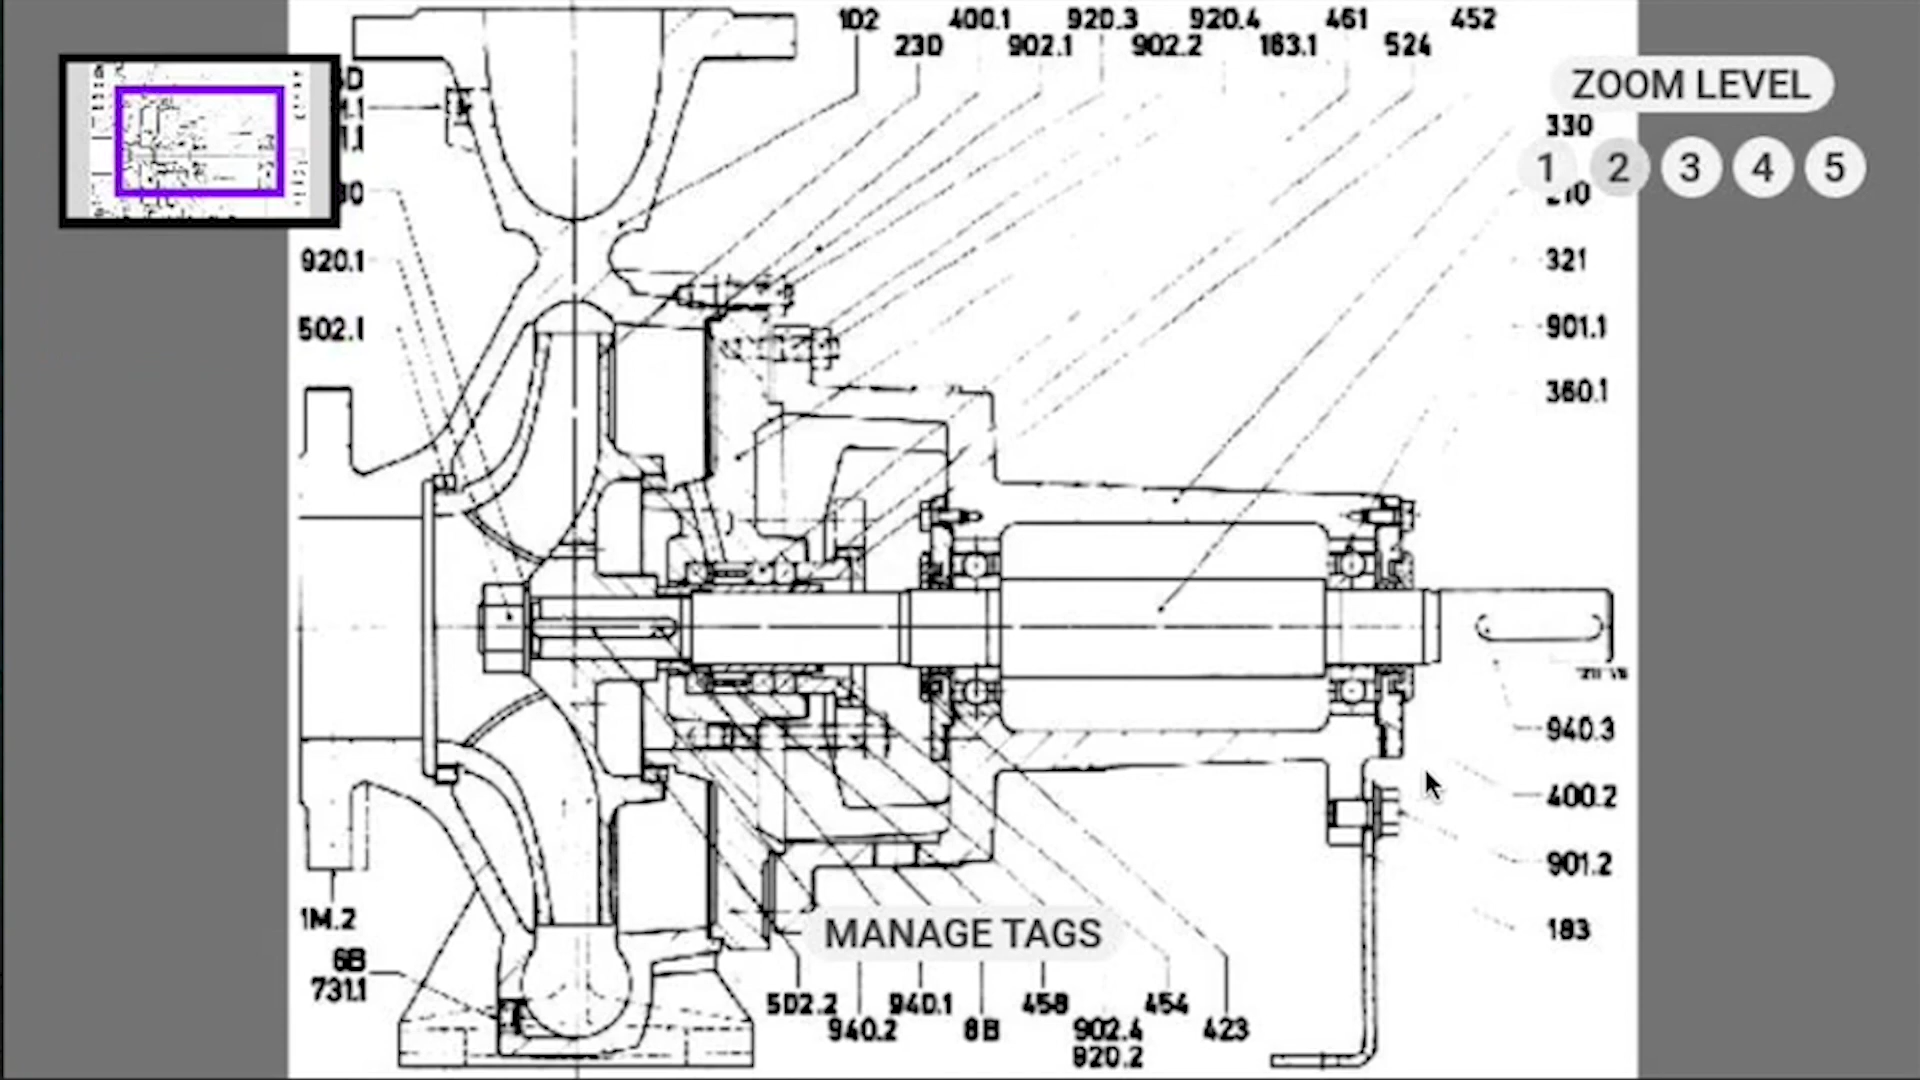 102 400.1 920.3 920.4 461 452
230 902.1 902.2 163.1 524
ZOOM LEVEL
330
1 2 3 4 5
321
920.1
502.1
901.1
360.1
940.3
400.2
901.2
183
1M.2
6B
731.1
MANAGE TAGS
502.2 940.1 458 454
940.2 8B 902.4 423
920.2